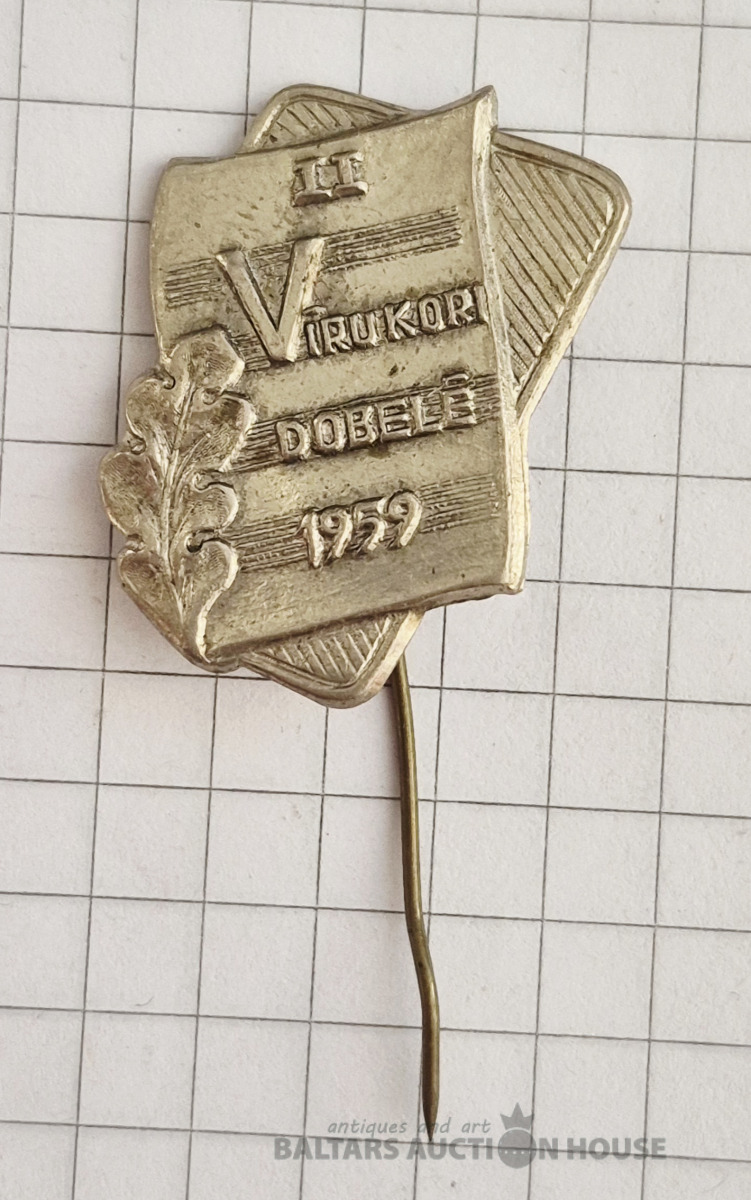 II
VĪRU KORI
DOBELĒ
1959
antiques and art
BALTARS AUCTION HOUSE